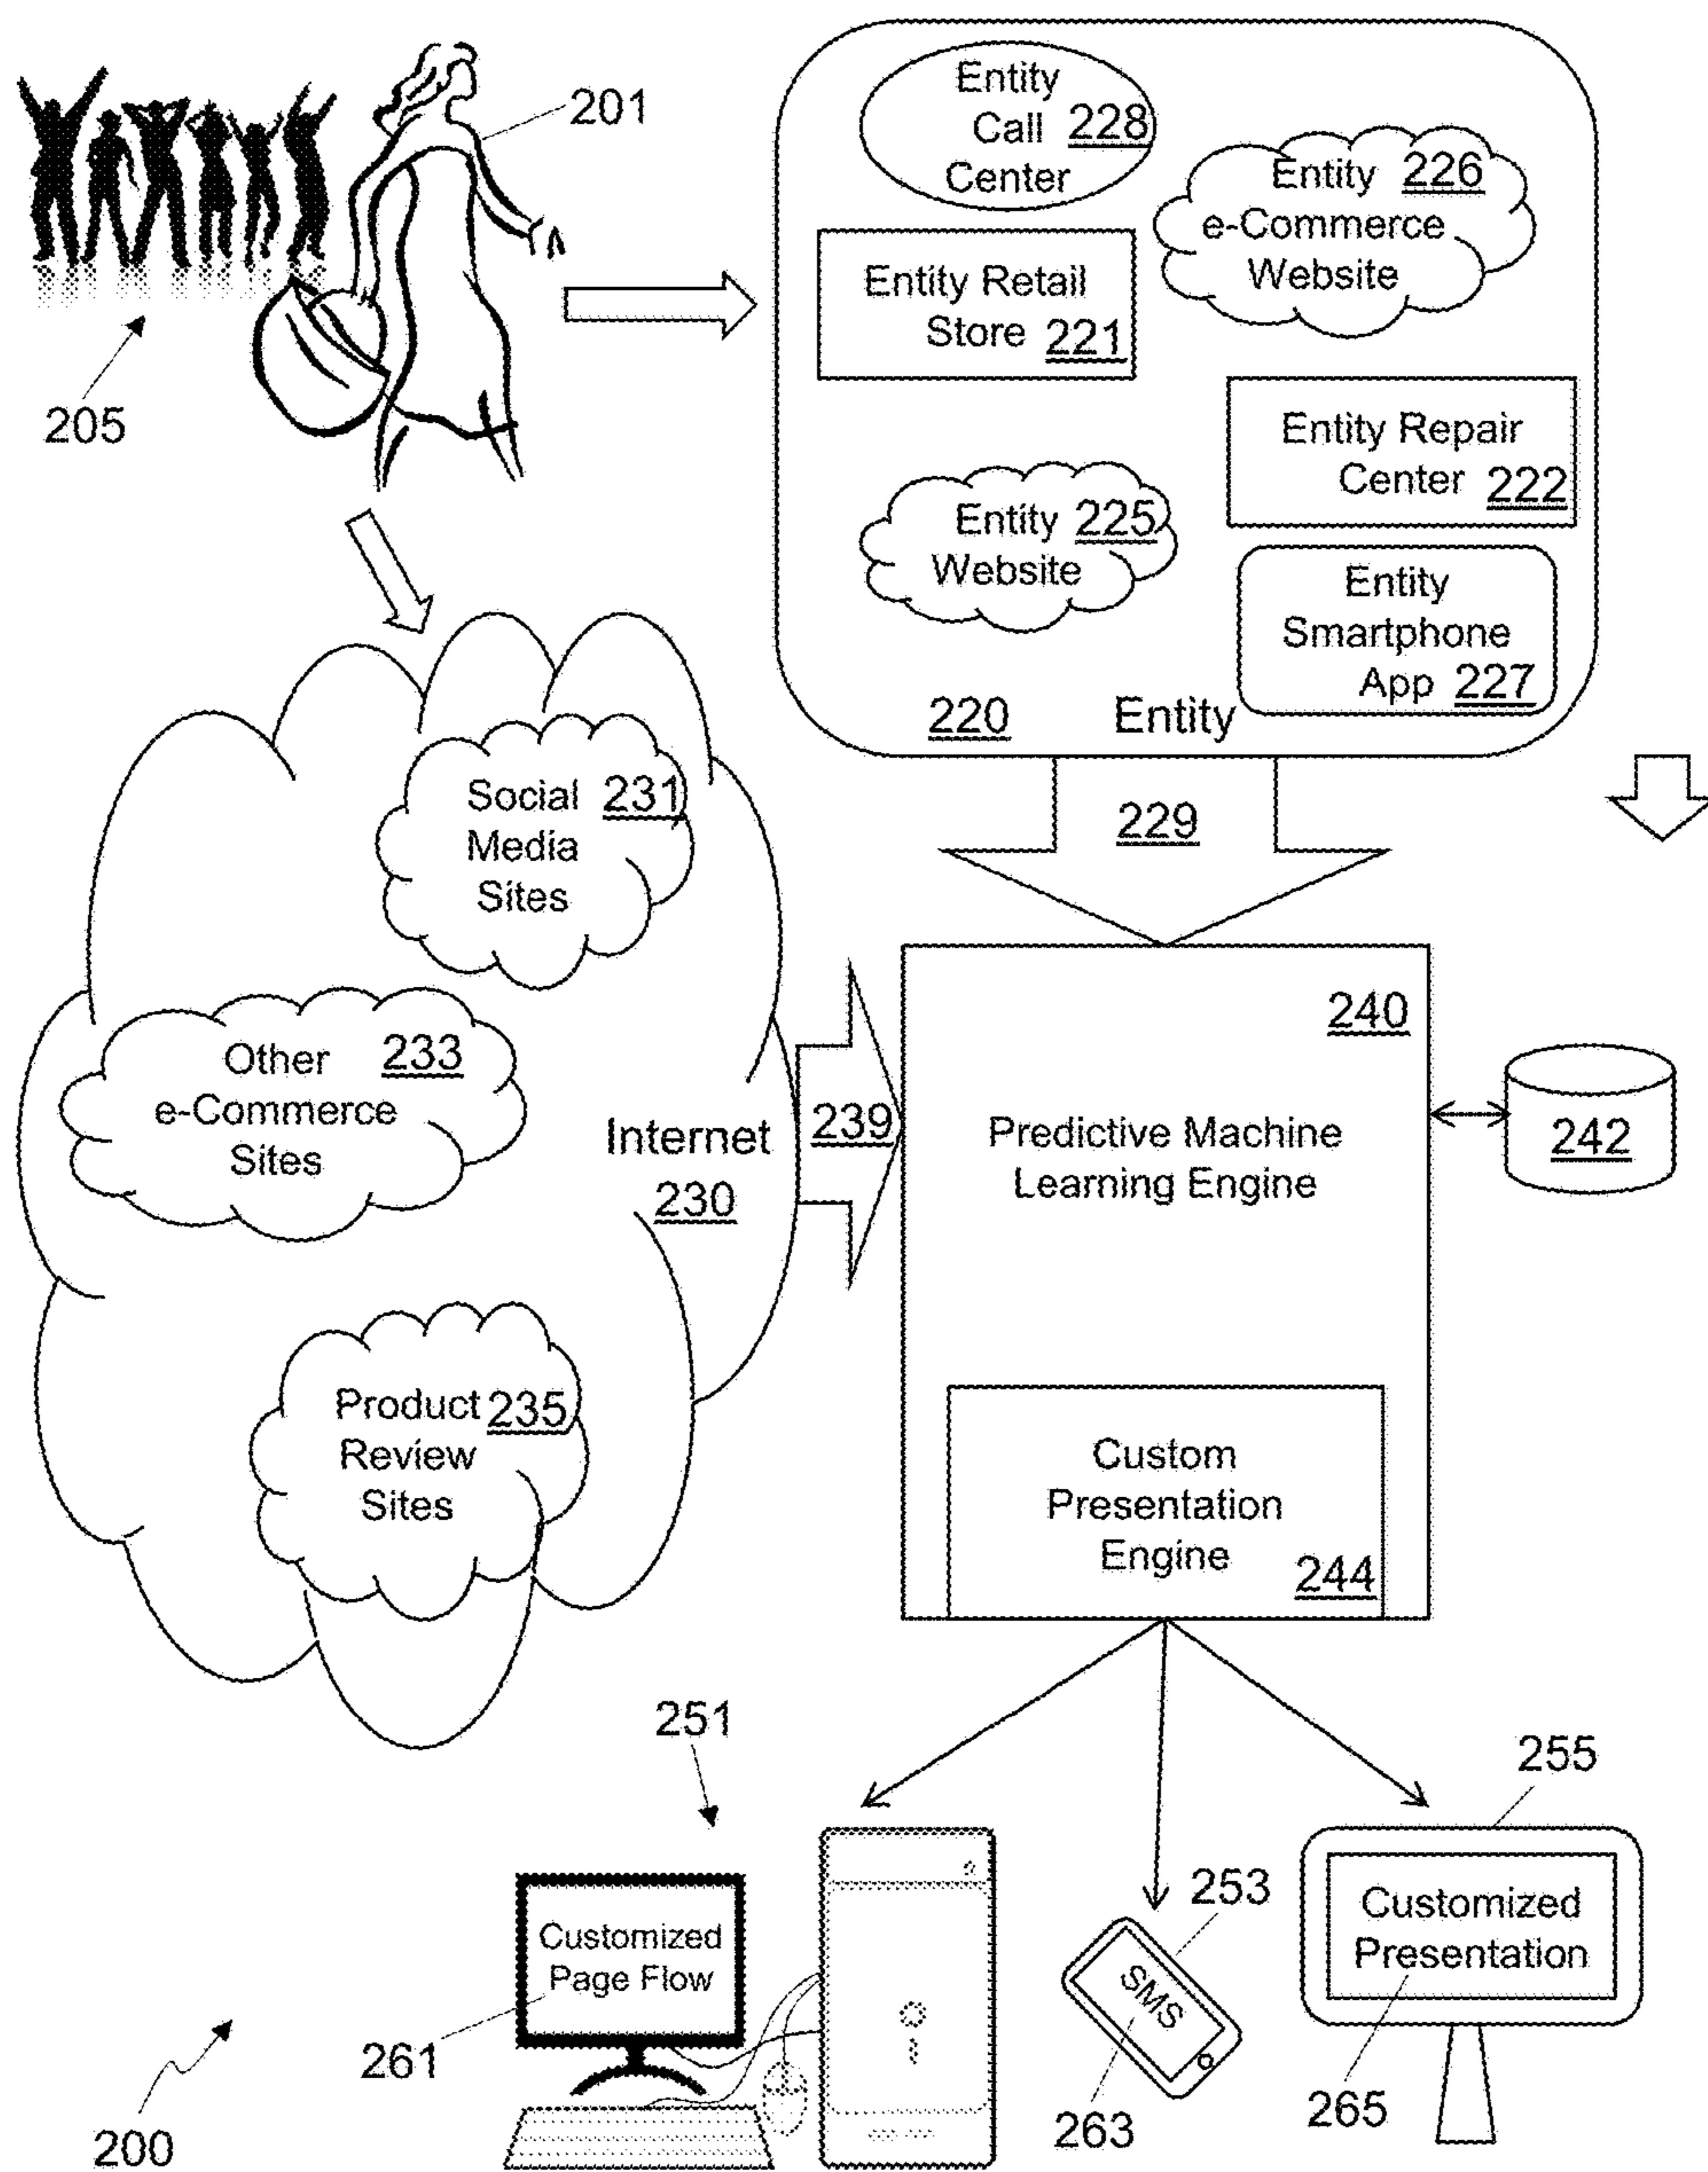 201
205
Entity
Call 228
Center
Entity 226
e-Commerce
Website
Entity Retail
Store 221
Entity Repair
Center 222
Entity 225
Website
Entity
Smartphone
App 227
220 Entity
229
Social 231
Media
Sites
Other 233
e-Commerce
Sites
Internet
230
239
Product 235
Review
Sites
240
Predictive Machine
Learning Engine
242
Custom
Presentation
Engine
244
251
Customized
Page Flow
261
253
SMS
263
255
Customized
Presentation
265
200